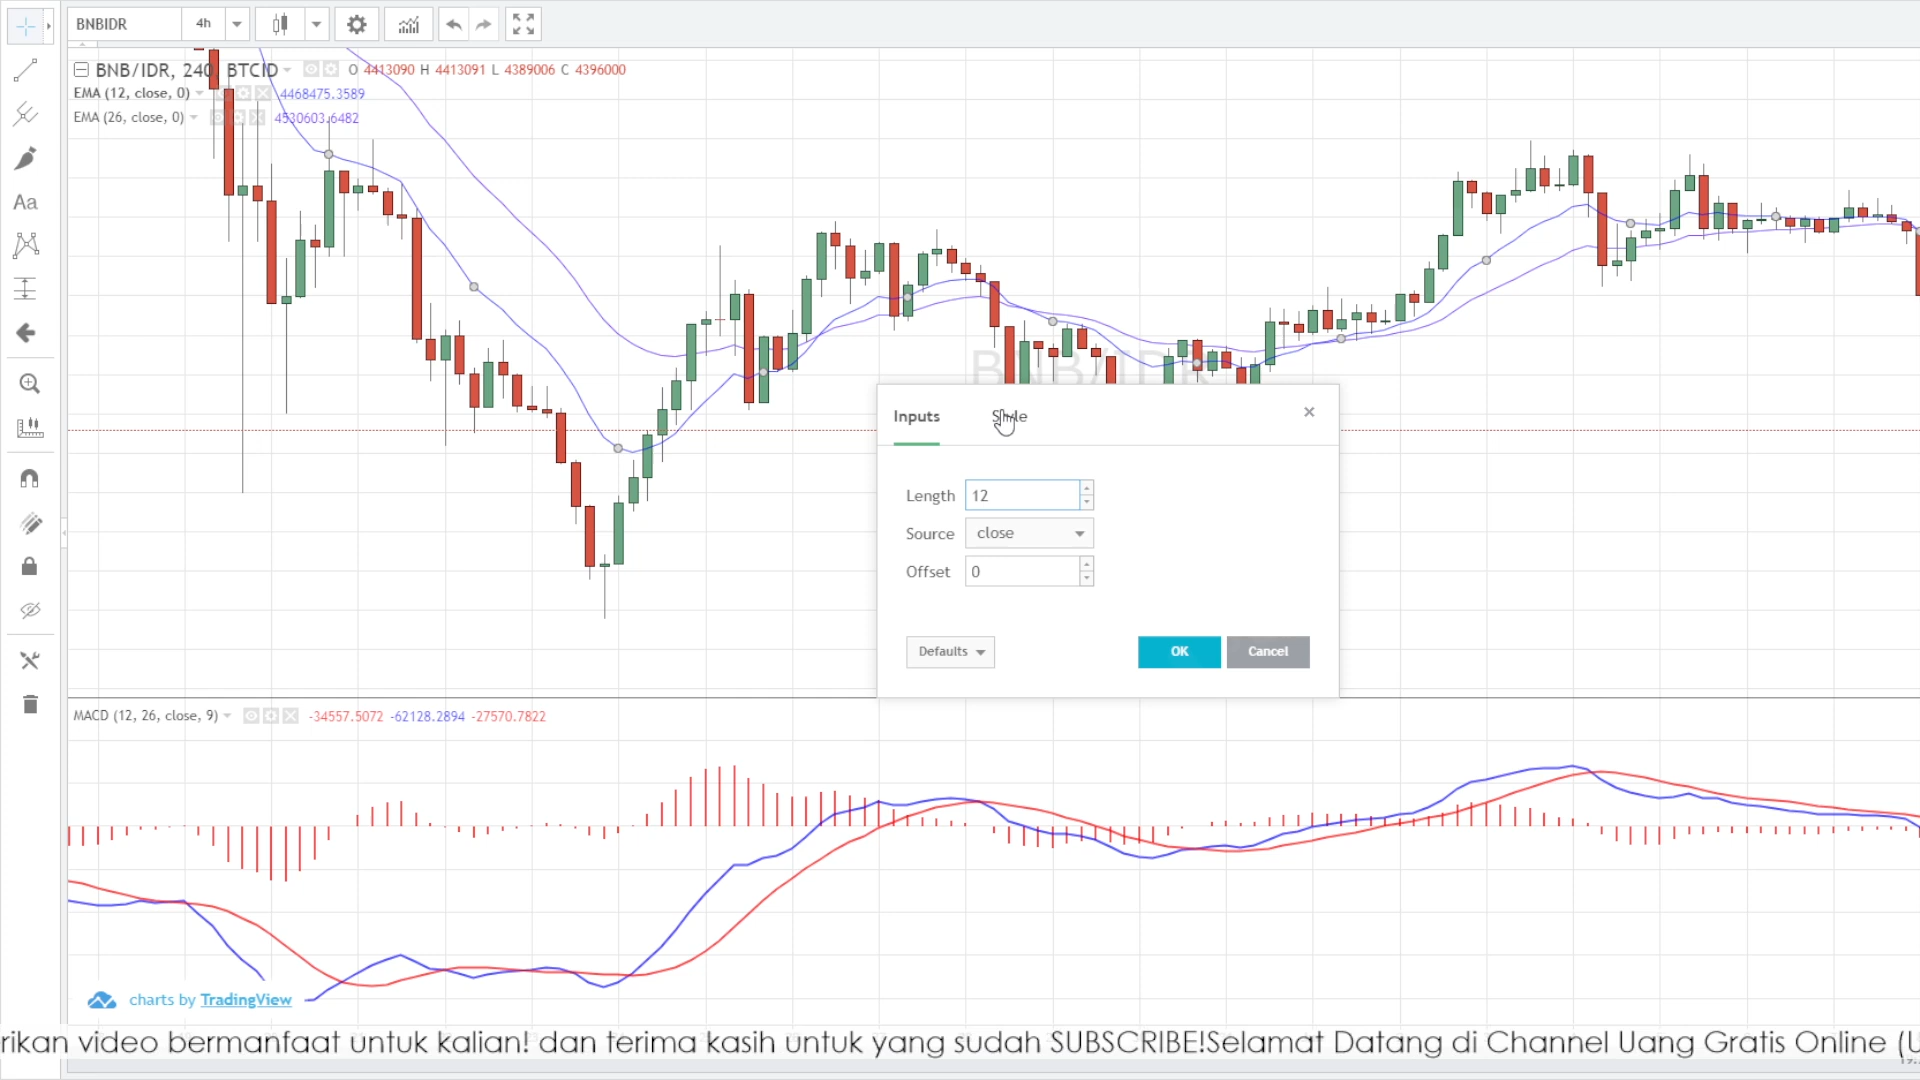 BNBIDR
4h
BNB/IDR, 240, BTCID O 4413090 H 4413091 L 4389006 C 4396000
EMA (12, close, 0) 4468475.3589
EMA (26, close, 0) 4530603.6482
Aa
BNB/IDR
Inputs Style
Length 12
Source close
Offset 0
Defaults OK Cancel
MACD (12, 26, close, 9) -34557.5072 -62128.2894 -27570.7822
charts by TradingView
rikan video bermanfaat untuk kalian! dan terima kasih untuk yang sudah SUBSCRIBE!Selamat Datang di Channel Uang Gratis Online (U